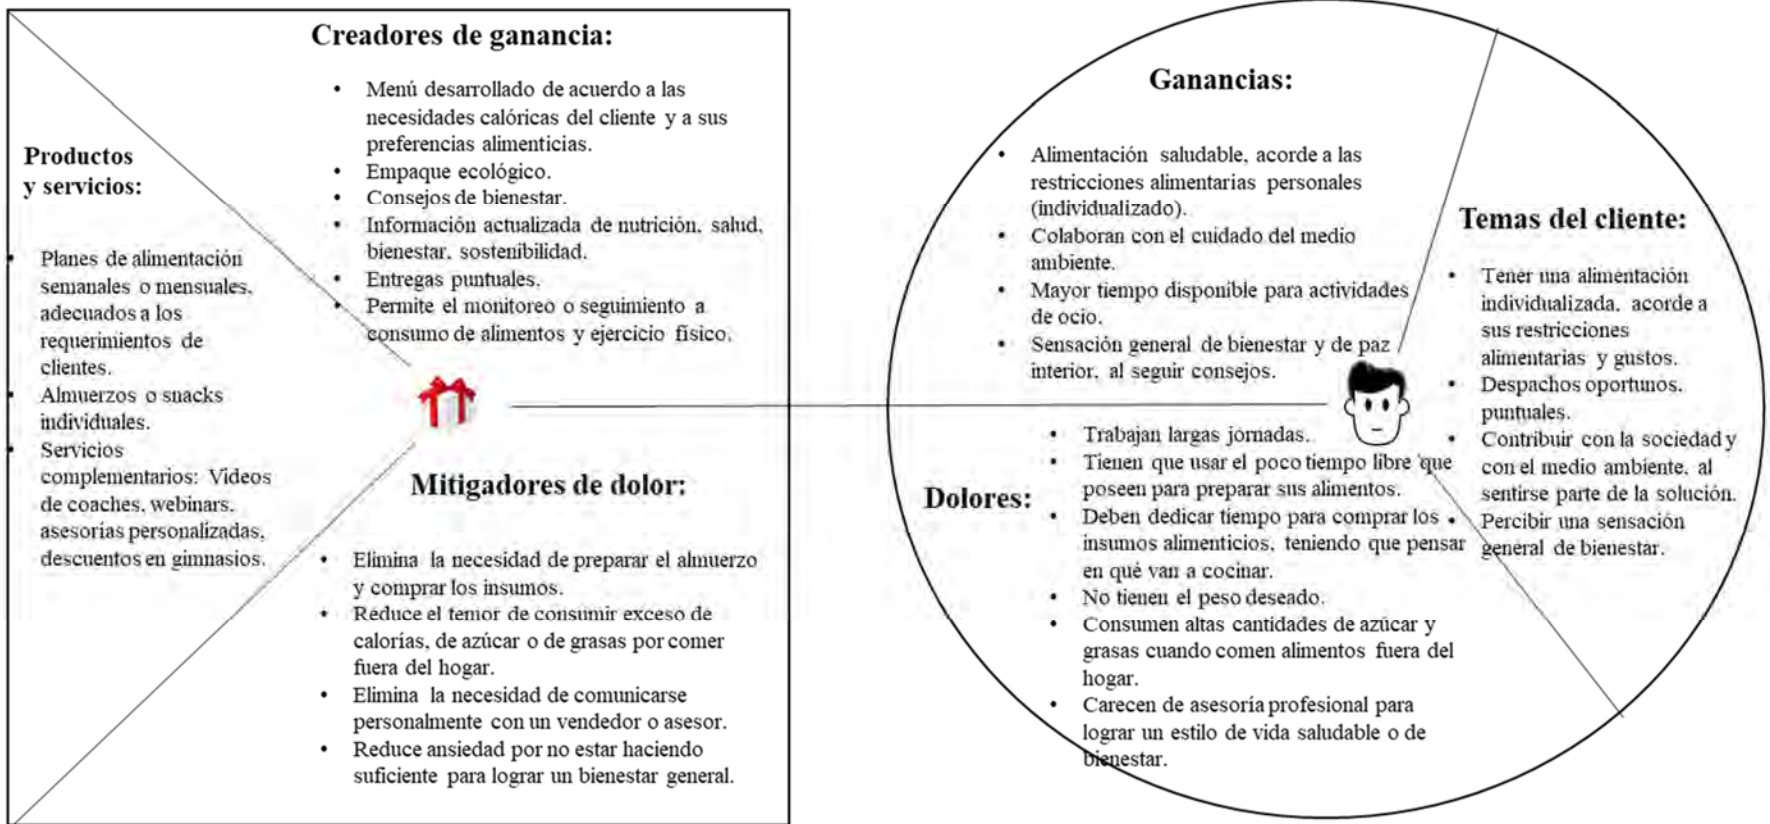 Creadores de ganancia:
• Menú desarrollado de acuerdo a las
necesidades calóricas del cliente y a sus
preferencias alimenticias.
• Empaque ecológico.
• Consejos de bienestar.
• Información actualizada de nutrición, salud,
bienestar, sostenibilidad.
• Entregas puntuales.
• Permite el monitoreo o seguimiento a
consumo de alimentos y ejercicio físico.
Productos
y servicios:
• Planes de alimentación
semanales o mensuales,
adecuados a los
requerimientos de
clientes.
• Almuerzos o snacks
individuales.
• Servicios
complementarios: Videos
de coaches, webinars,
asesorías personalizadas,
descuentos en gimnasios.
Mitigadores de dolor:
• Elimina la necesidad de preparar el almuerzo
y comprar los insumos.
• Reduce el temor de consumir exceso de
calorías, de azúcar o de grasas por comer
fuera del hogar.
• Elimina la necesidad de comunicarse
personalmente con un vendedor o asesor.
• Reduce ansiedad por no estar haciendo
suficiente para lograr un bienestar general.
Ganancias:
• Alimentación saludable, acorde a las
restricciones alimentarias personales
(individualizado).
• Colaboran con el cuidado del medio
ambiente.
• Mayor tiempo disponible para actividades
de ocio.
• Sensación general de bienestar y de paz
interior, al seguir consejos.
Temas del cliente:
• Tener una alimentación
individualizada, acorde a
sus restricciones
alimentarias y gustos.
• Despachos oportunos,
puntuales.
• Contribuir con la sociedad y
con el medio ambiente, al
sentirse parte de la solución.
• Percibir una sensación
general de bienestar.
Dolores:
• Trabajan largas jornadas.
• Tienen que usar el poco tiempo libre que
poseen para preparar sus alimentos.
• Deben dedicar tiempo para comprar los
insumos alimenticios, teniendo que pensar
en qué van a cocinar.
• No tienen el peso deseado.
• Consumen altas cantidades de azúcar y
grasas cuando comen alimentos fuera del
hogar.
• Carecen de asesoría profesional para
lograr un estilo de vida saludable o de
bienestar.